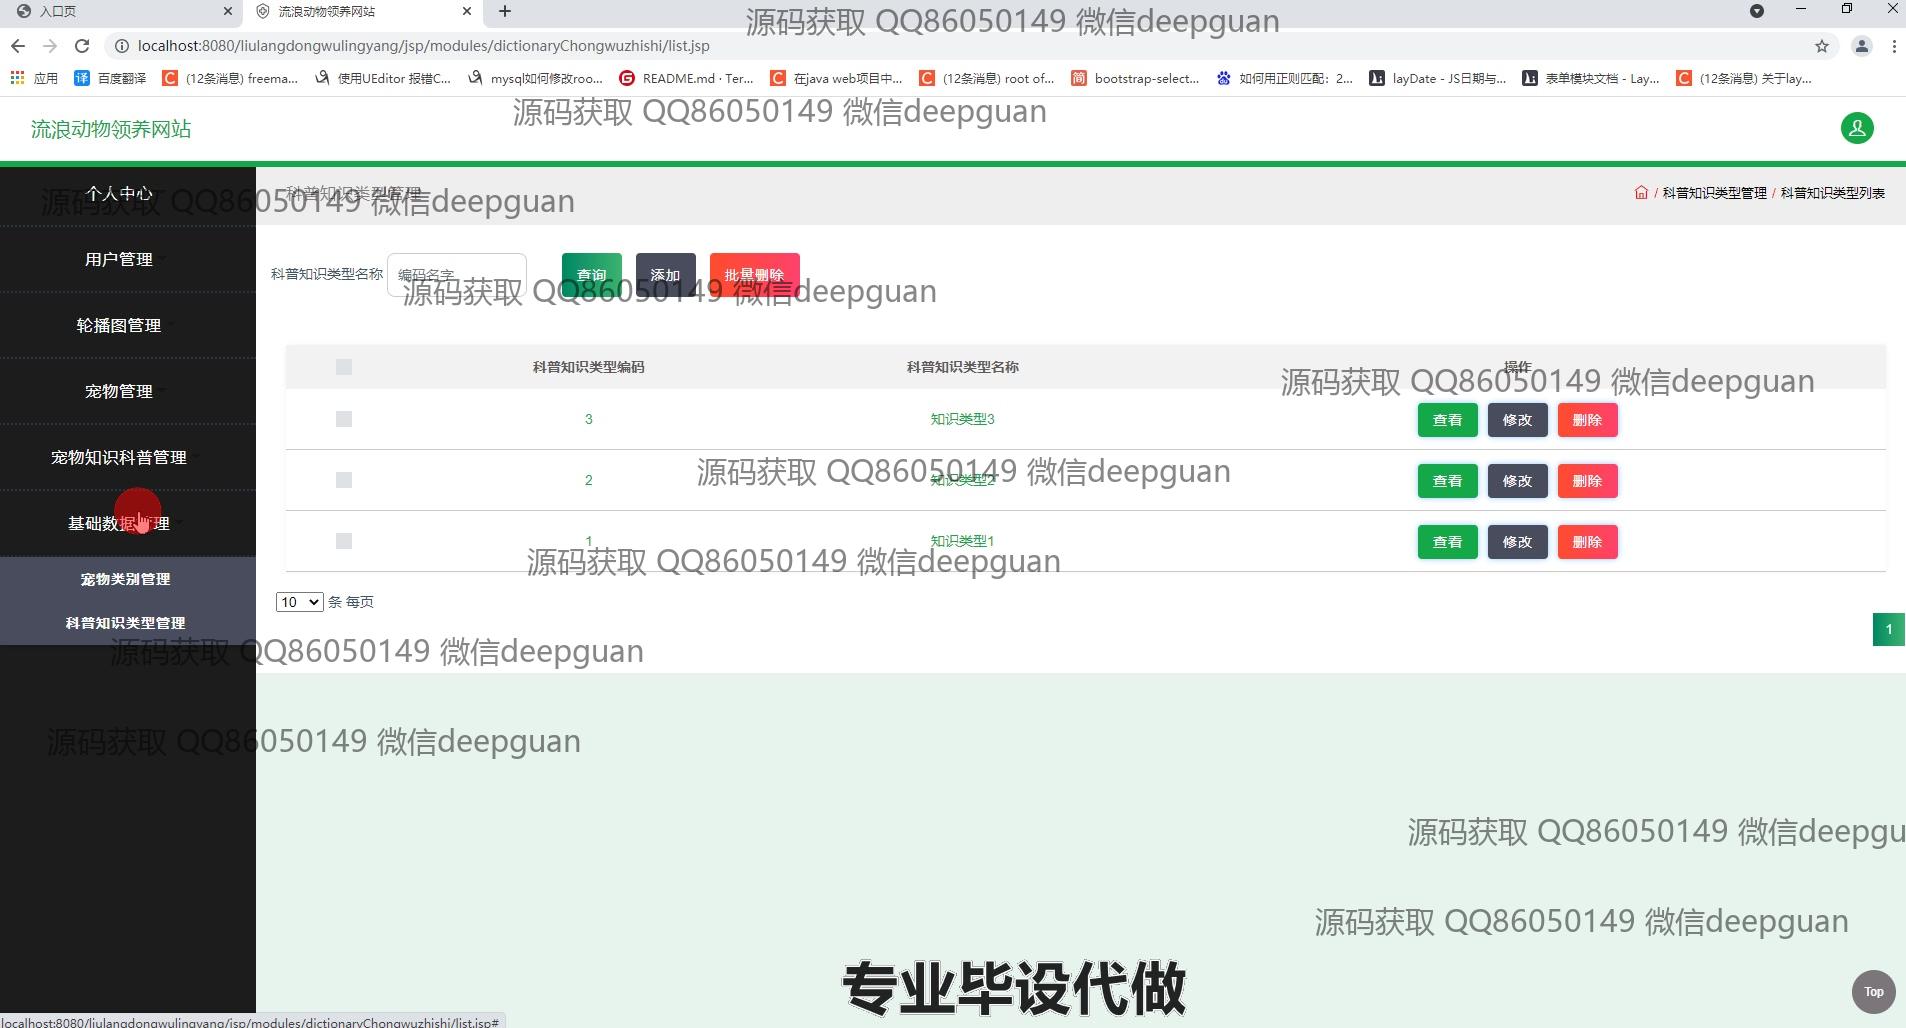 入口页
流浪动物领养网站
源码获取 QQ86050149 微信deepguan
localhost:8080/liulangdongwulingyang/jsp/modules/dictionaryChongwuzhishi/list.jsp
应用 百度翻译 (12条消息) freema... 使用UEditor 报错C... mysql如何修改roo... README.md · Ter... 在java web项目中... (12条消息) root of... bootstrap-select... 如何用正则匹配：2... layDate - JS日期与... 表单模块文档 - Lay... (12条消息) 关于lay...
源码获取 QQ86050149 微信deepguan
流浪动物领养网站
个人中心
源码获取 QQ86050149 微信deepguan
科普知识类型管理
/ 科普知识类型管理 / 科普知识类型列表
用户管理
科普知识类型名称 编码名字 查询 添加 批量删除
源码获取 QQ86050149 微信deepguan
轮播图管理
科普知识类型编码 科普知识类型名称 操作
源码获取 QQ86050149 微信deepguan
宠物管理
3 知识类型3 查看 修改 删除
宠物知识科普管理
源码获取 QQ86050149 微信deepguan
2 知识类型2 查看 修改 删除
基础数据管理
1 知识类型1 查看 修改 删除
源码获取 QQ86050149 微信deepguan
宠物类别管理
10 条 每页
科普知识类型管理
1
源码获取 QQ86050149 微信deepguan
源码获取 QQ86050149 微信deepguan
源码获取 QQ86050149 微信deepgu
源码获取 QQ86050149 微信deepguan
专业毕设代做
Top
localhost:8080/liulangdongwulingyang/jsp/modules/dictionaryChongwuzhishi/list.jsp#